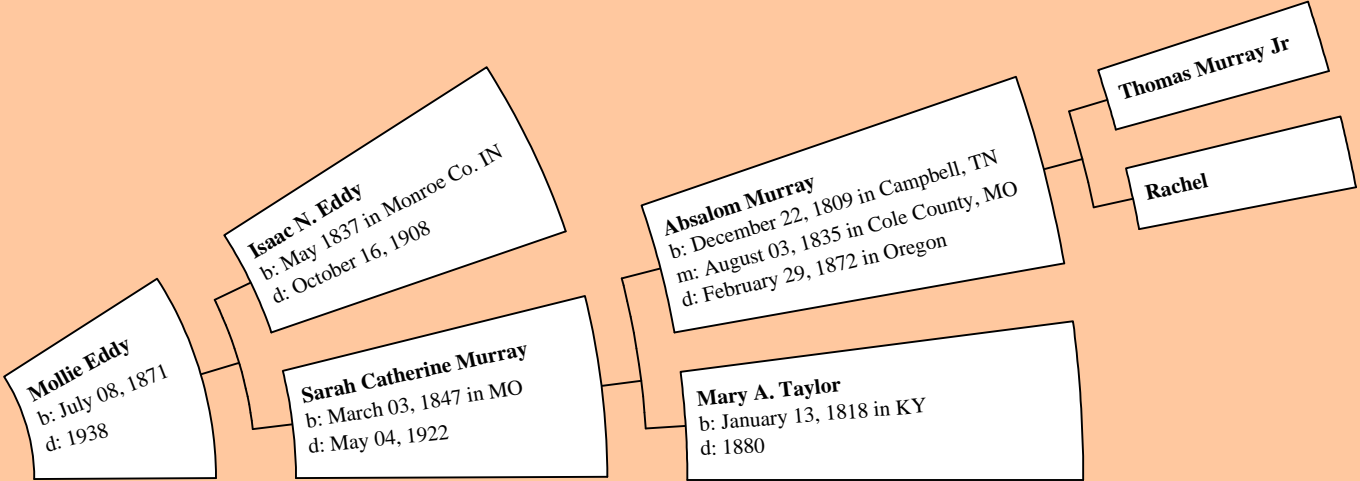 Mollie Eddy
b: July 08, 1871
d: 1938
Isaac N. Eddy
b: May 1837 in Monroe Co. IN
d: October 16, 1908
Sarah Catherine Murray
b: March 03, 1847 in MO
d: May 04, 1922
Absalom Murray
b: December 22, 1809 in Campbell, TN
m: August 03, 1835 in Cole County, MO
d: February 29, 1872 in Oregon
Mary A. Taylor
b: January 13, 1818 in KY
d: 1880
Thomas Murray Jr
Rachel